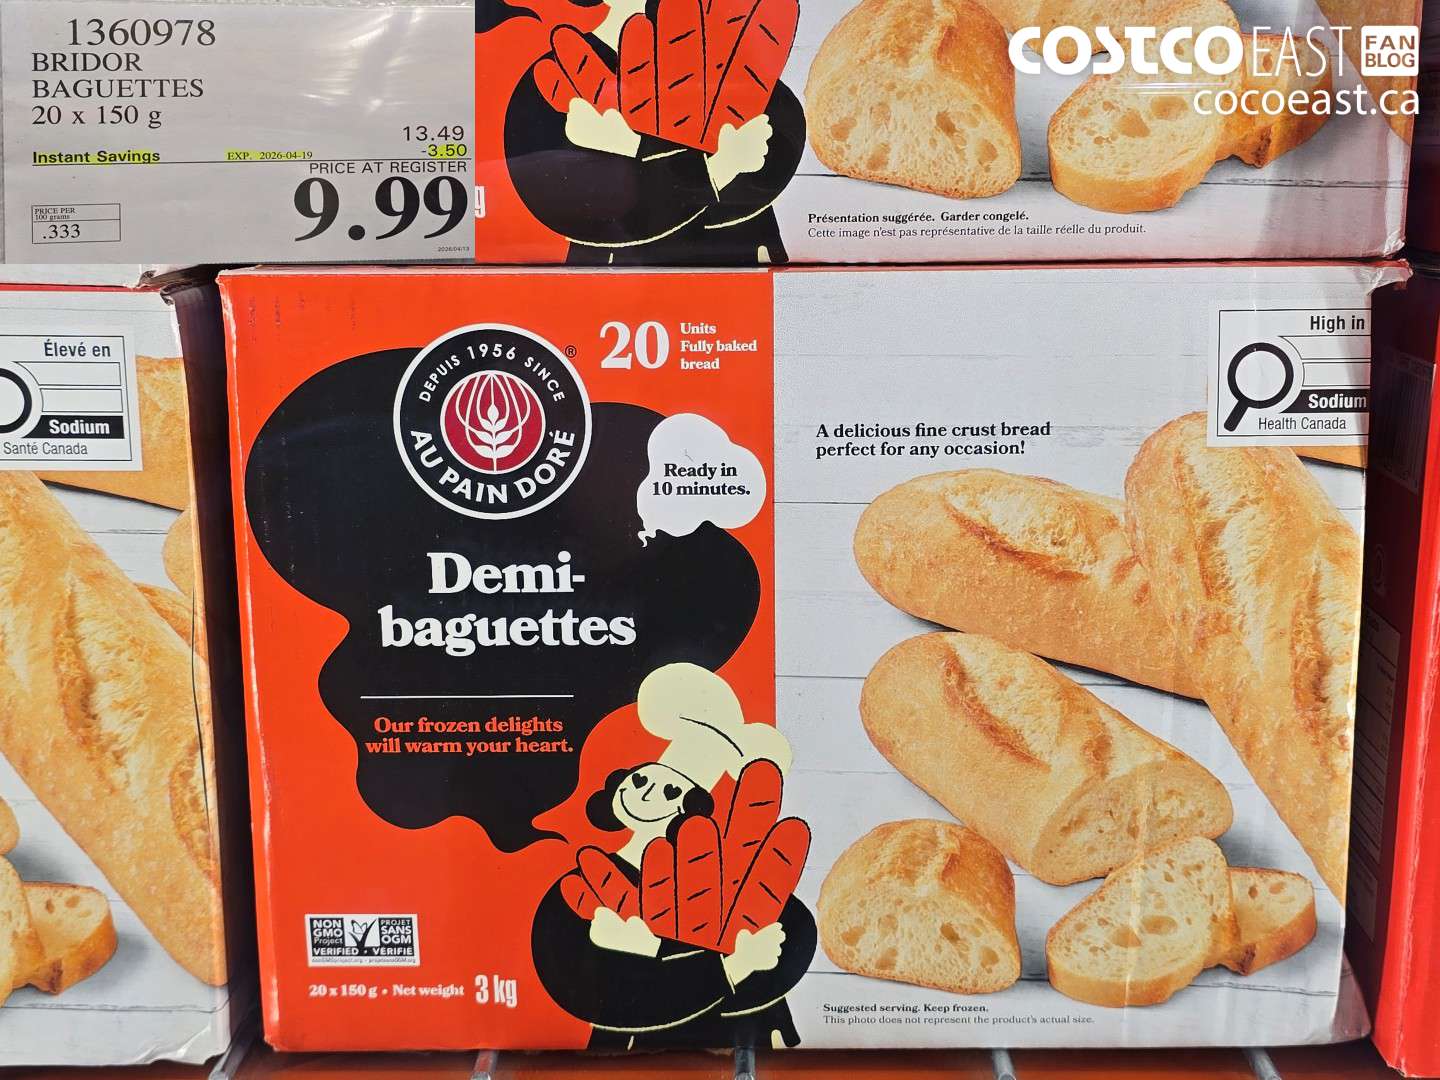 1360978
BRIDOR
BAGUETTES
20 x 150 g
13.49
Instant Savings EXP. 2026-04-19 -3.50
PRICE AT REGISTER
9.99
PRICE PER
100 grams
.333
2026/04/13
g
COSTCO EAST FAN BLOG
cocoeast.ca
Présentation suggérée. Garder congelé.
Cette image n'est pas représentative de la taille réelle du produit.
Élevé en
Sodium
Santé Canada
DEPUIS 1956 SINCE
AU PAIN DORÉ
®
20 Units
Fully baked
bread
Ready in
10 minutes.
Demi-
baguettes
Our frozen delights
will warm your heart.
NON
GMO
Project
VERIFIED
PROJET
SANS
OGM
VÉRIFIÉ
20 x 150 g • Net weight 3 kg
High in
Sodium
Health Canada
A delicious fine crust bread
perfect for any occasion!
Suggested serving. Keep frozen.
This photo does not represent the product's actual size.